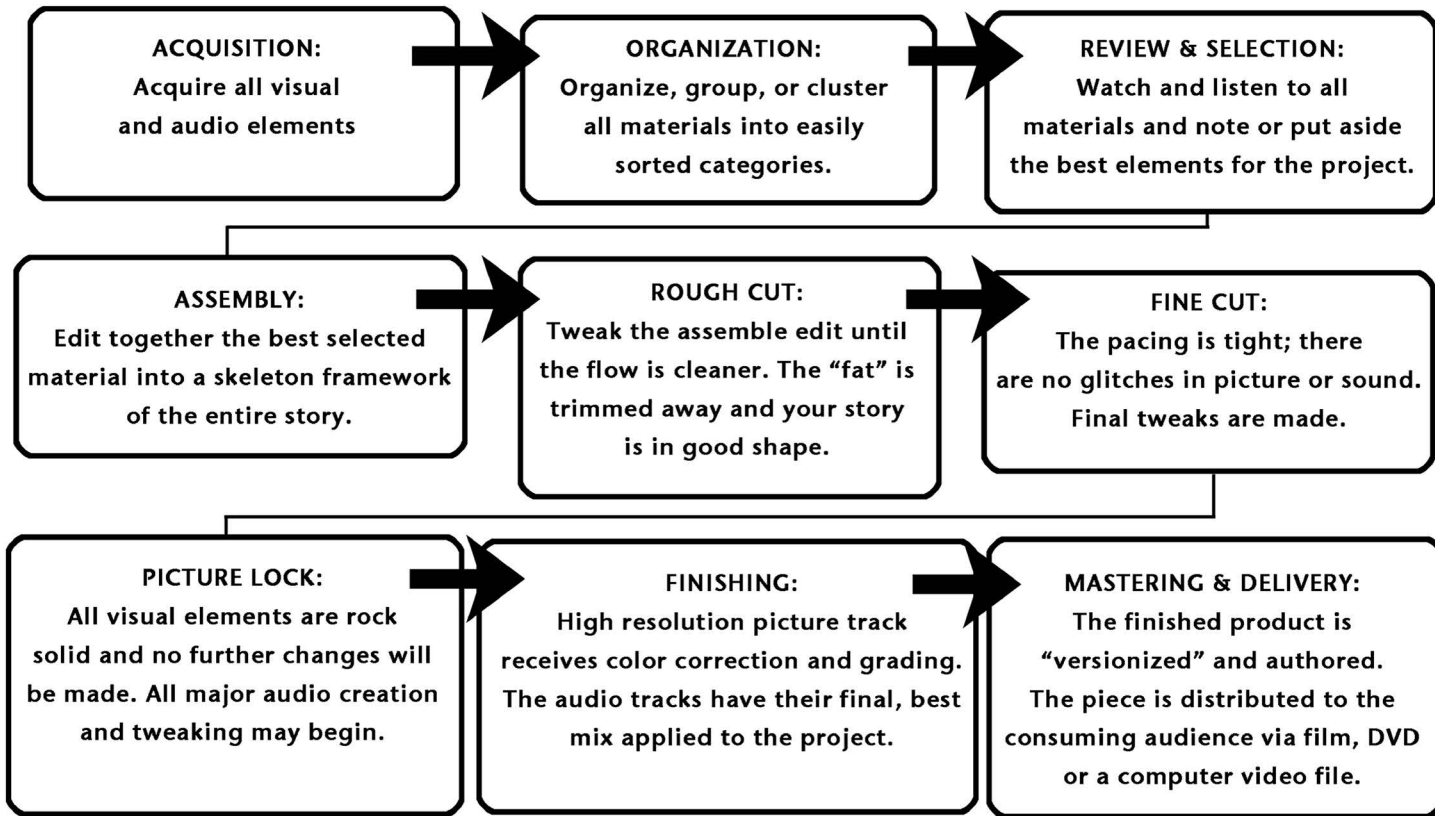 ACQUISITION:
Acquire all visual
and audio elements
ORGANIZATION:
Organize, group, or cluster
all materials into easily
sorted categories.
REVIEW & SELECTION:
Watch and listen to all
materials and note or put aside
the best elements for the project.
ASSEMBLY:
Edit together the best selected
material into a skeleton framework
of the entire story.
ROUGH CUT:
Tweak the assemble edit until
the flow is cleaner. The “fat” is
trimmed away and your story
is in good shape.
FINE CUT:
The pacing is tight; there
are no glitches in picture or sound.
Final tweaks are made.
PICTURE LOCK:
All visual elements are rock
solid and no further changes will
be made. All major audio creation
and tweaking may begin.
FINISHING:
High resolution picture track
receives color correction and grading.
The audio tracks have their final, best
mix applied to the project.
MASTERING & DELIVERY:
The finished product is
“versionized” and authored.
The piece is distributed to the
consuming audience via film, DVD
or a computer video file.